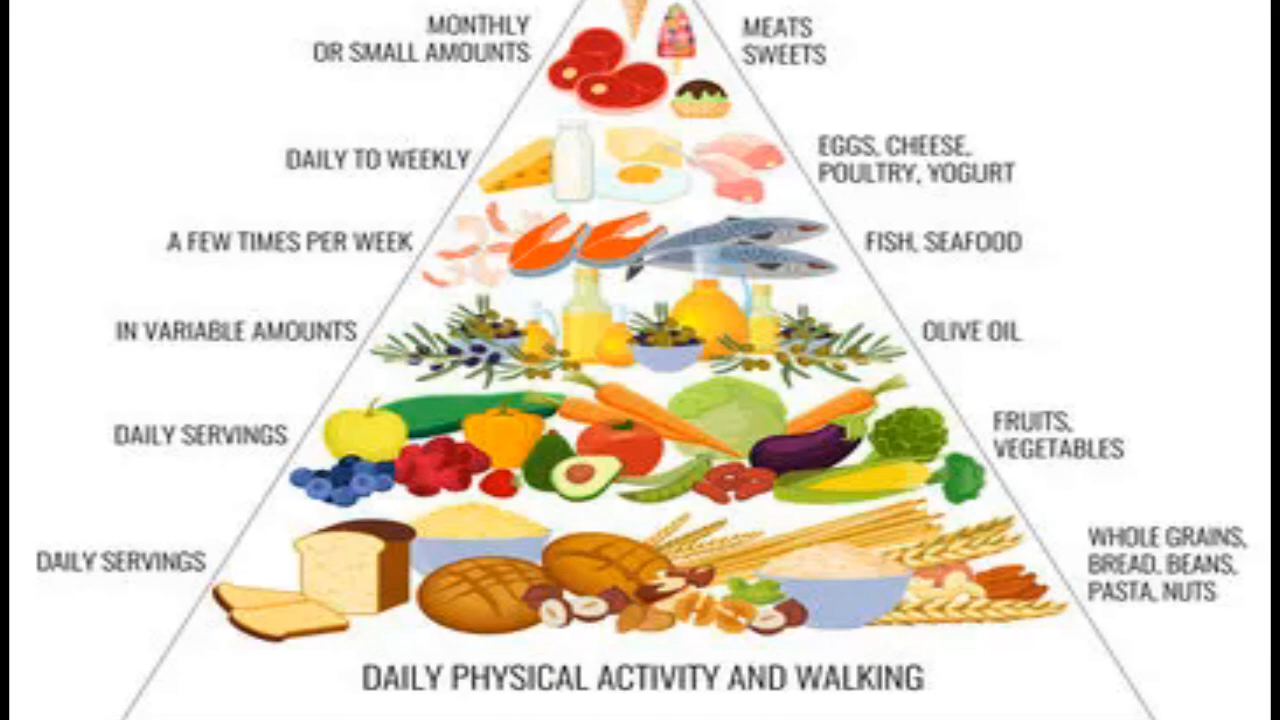 MONTHLY
OR SMALL AMOUNTS
MEATS
SWEETS
DAILY TO WEEKLY
EGGS, CHEESE,
POULTRY, YOGURT
A FEW TIMES PER WEEK
FISH, SEAFOOD
IN VARIABLE AMOUNTS
OLIVE OIL
DAILY SERVINGS
FRUITS,
VEGETABLES
DAILY SERVINGS
WHOLE GRAINS,
BREAD, BEANS,
PASTA, NUTS
DAILY PHYSICAL ACTIVITY AND WALKING